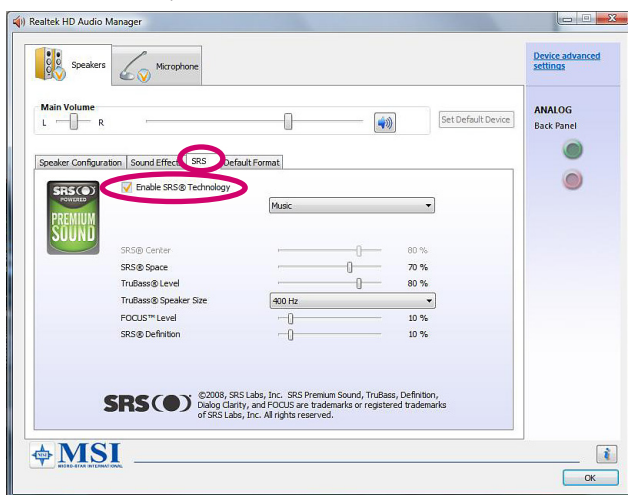 Realtek HD Audio Manager
Speakers
Microphone
Device advanced
settings
Main Volume
L R
Set Default Device
ANALOG
Back Panel
Speaker Configuration Sound Effects SRS Default Format
SRS
POWERED
PREMIUM
SOUND
Enable SRS® Technology
Music
SRS® Center 80 %
SRS® Space 70 %
TruBass® Level 80 %
TruBass® Speaker Size 400 Hz
FOCUS™ Level 10 %
SRS® Definition 10 %
SRS
©2008, SRS Labs, Inc. SRS Premium Sound, TruBass, Definition,
Dialog Clarity, and FOCUS are trademarks or registered trademarks
of SRS Labs, Inc. All rights reserved.
msi
MSI
MICRO-STAR INTERNATIONAL
i
OK